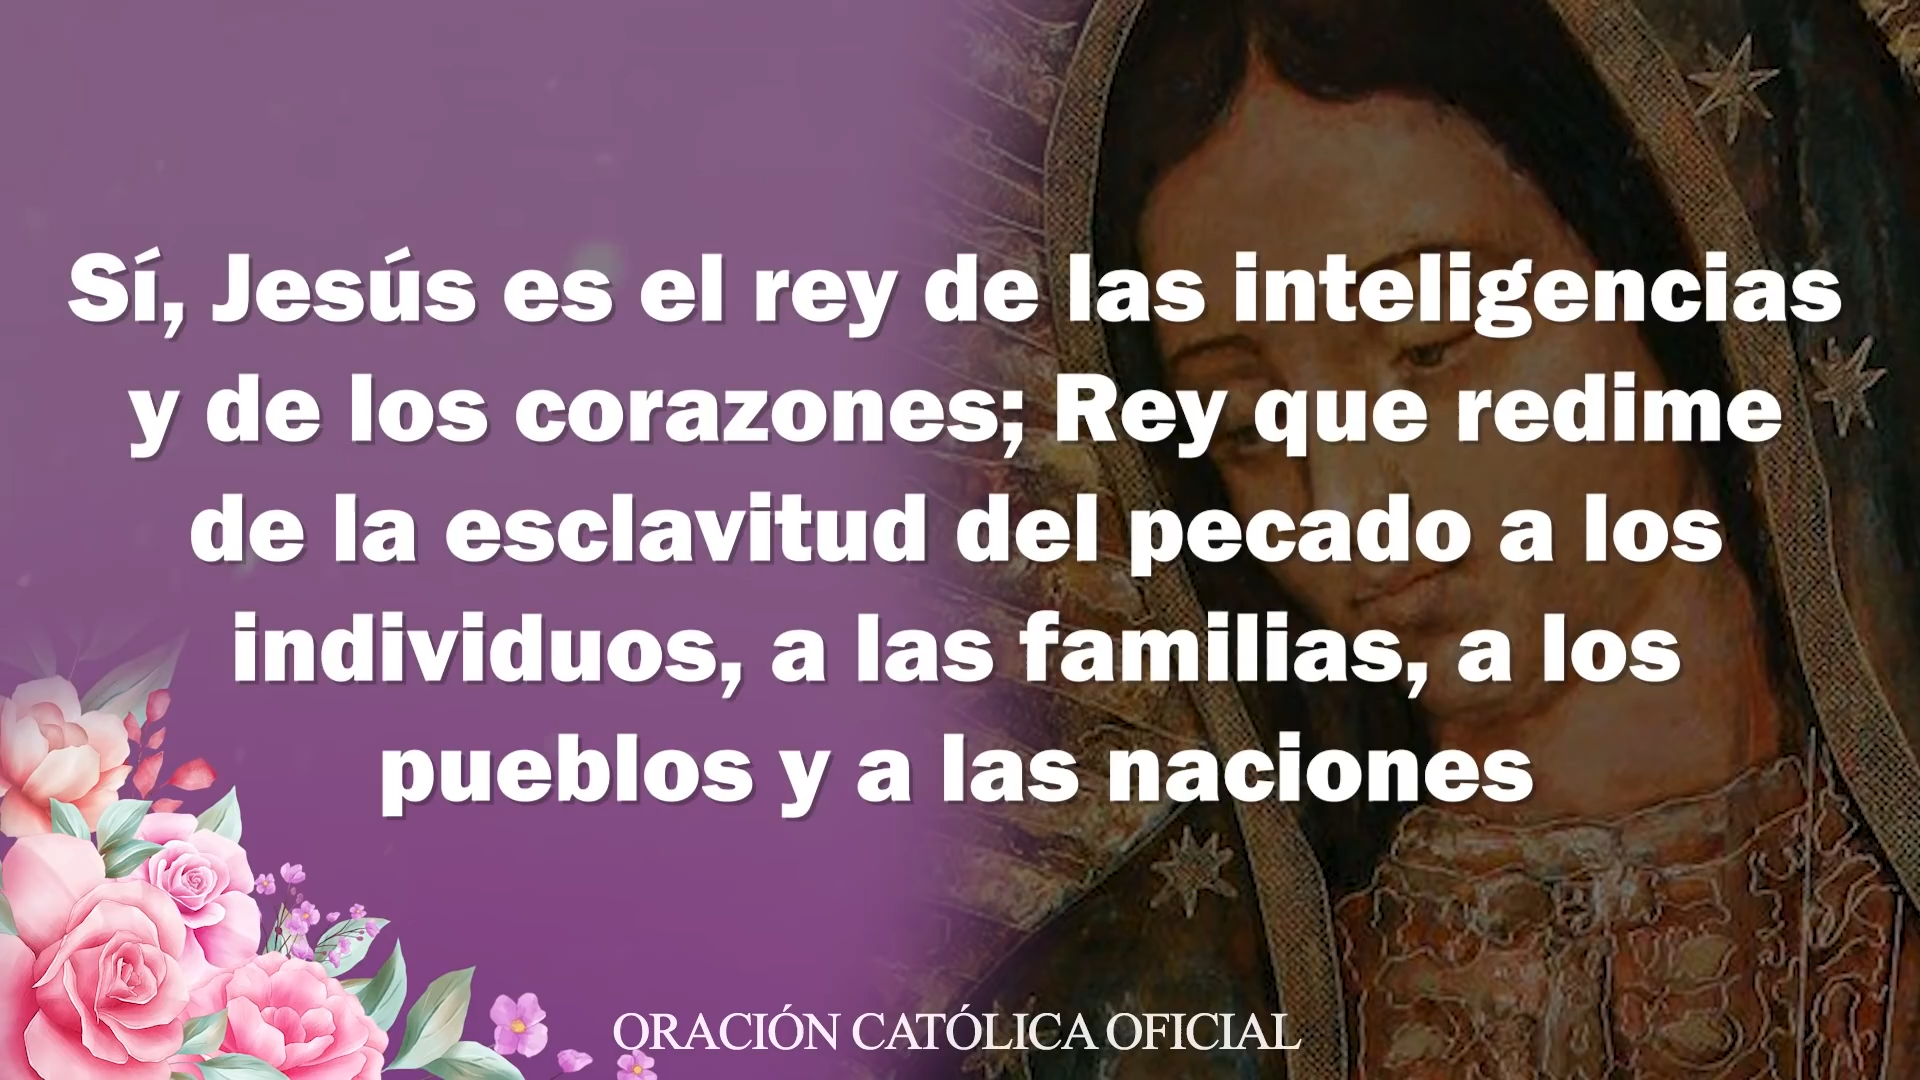 Sí, Jesús es el rey de las inteligencias
y de los corazones; Rey que redime
de la esclavitud del pecado a los
individuos, a las familias, a los
pueblos y a las naciones
ORACIÓN CATÓLICA OFICIAL